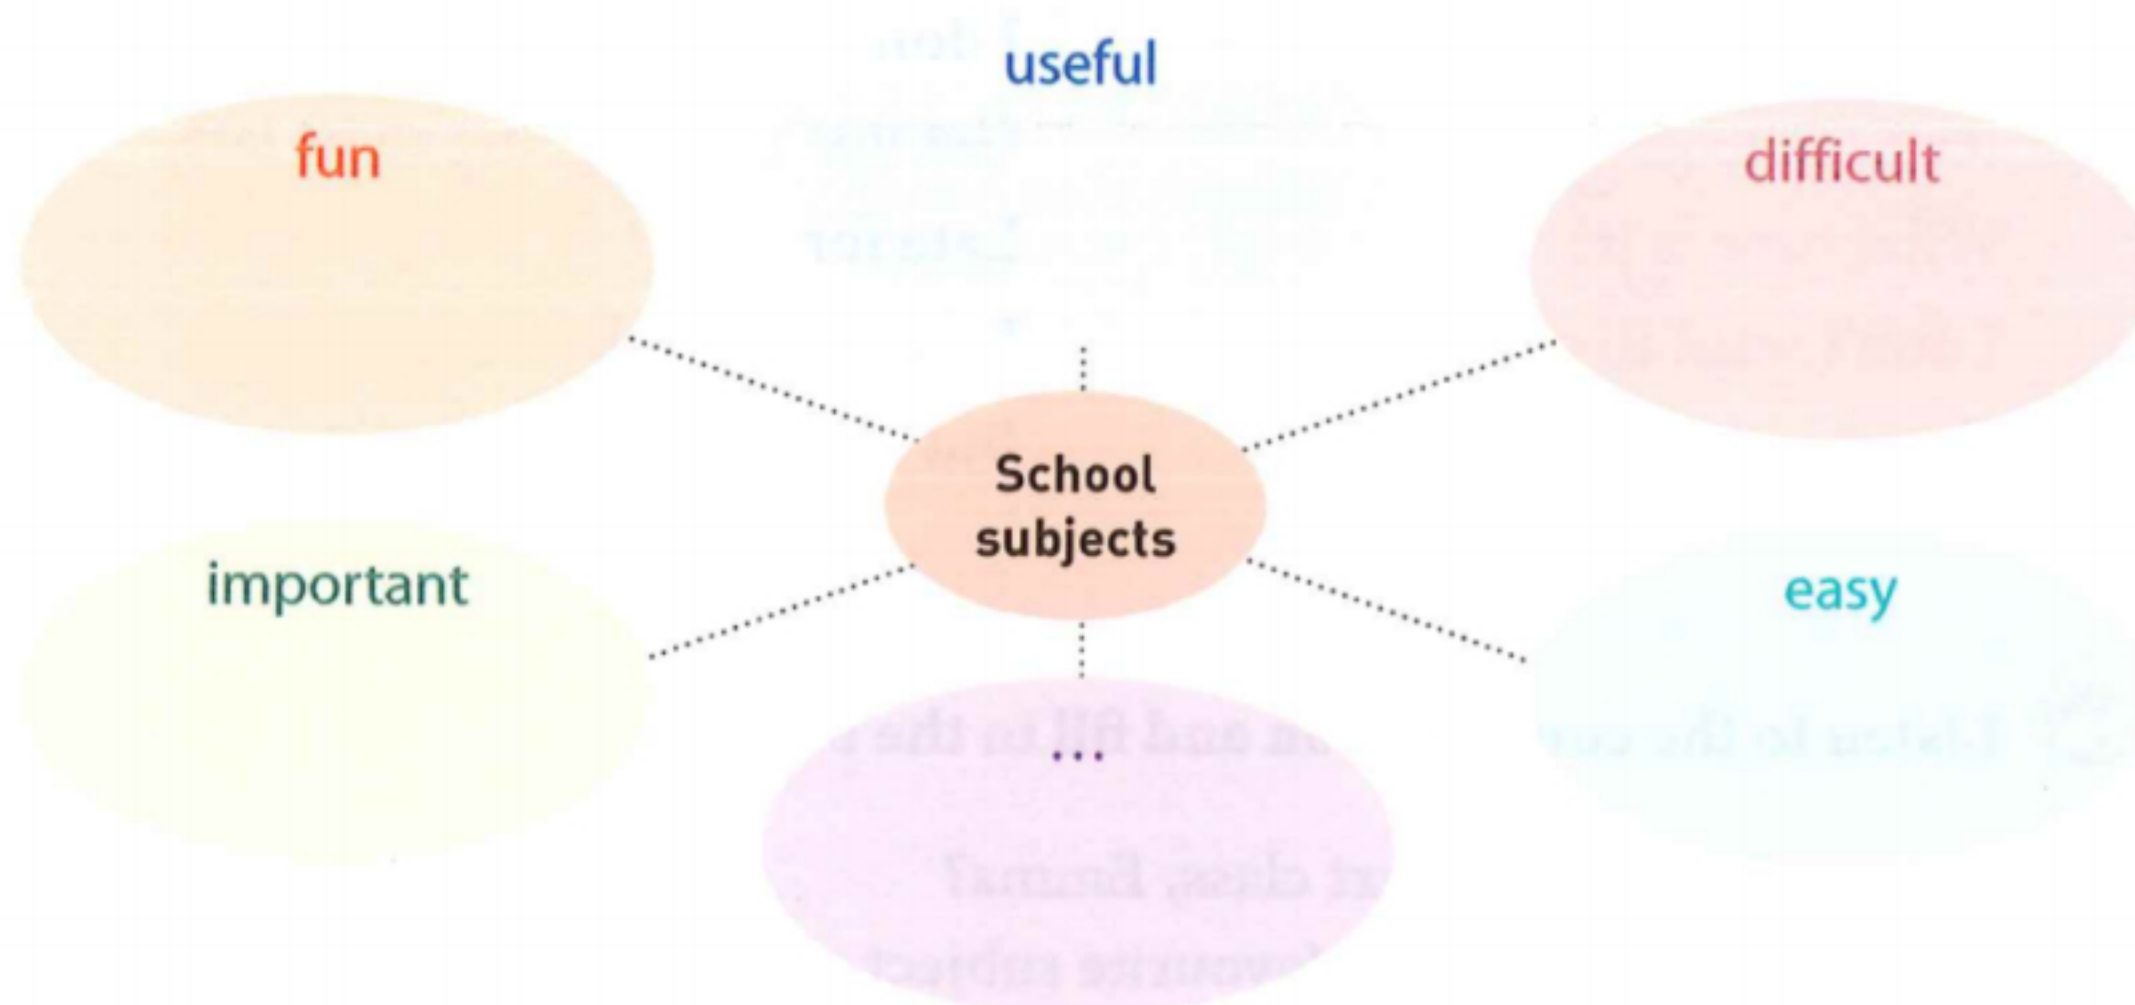 useful
fun
difficult
School
subjects
important
easy
...